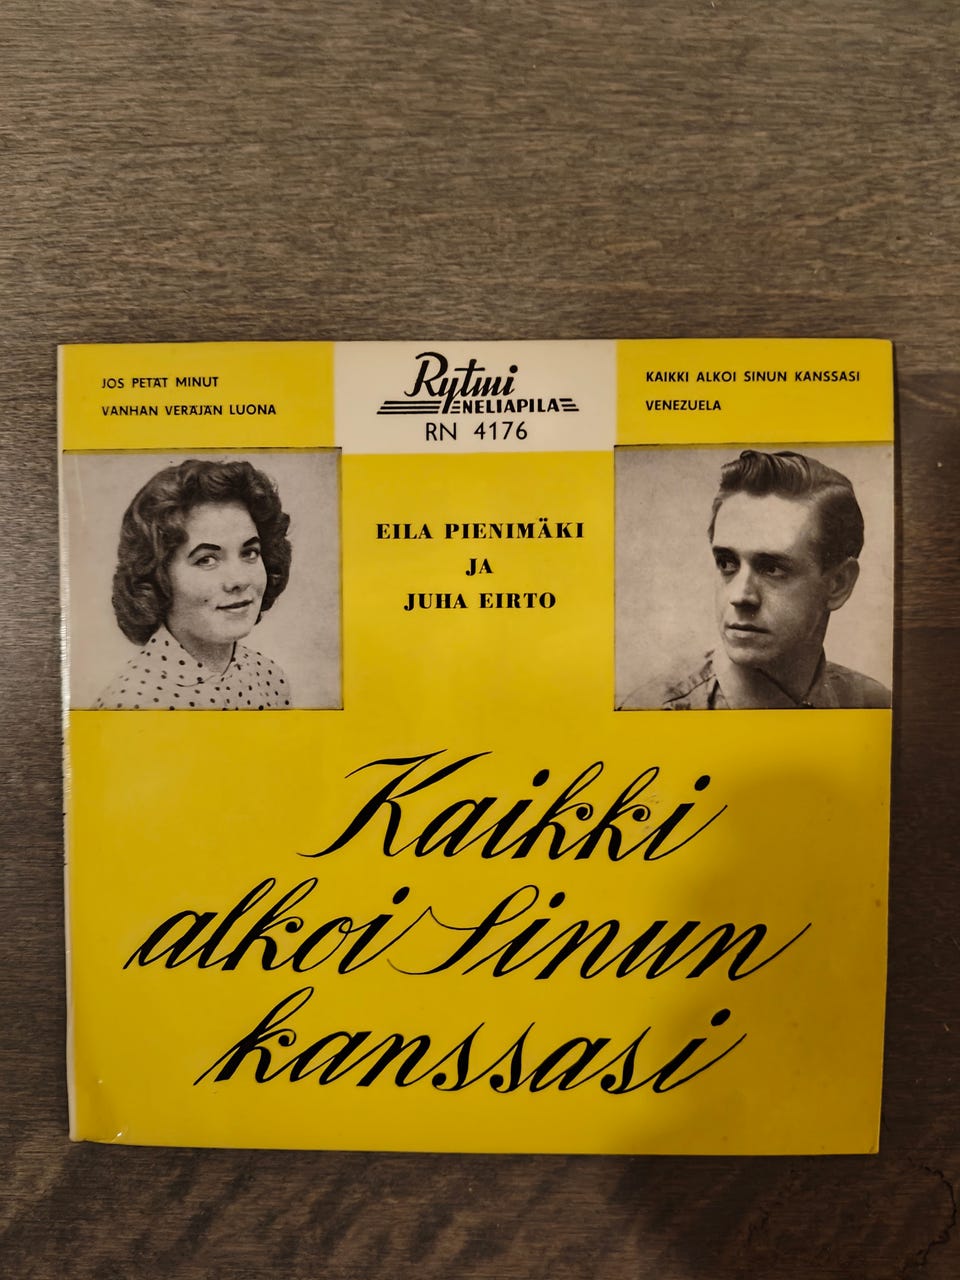 JOS PETÄT MINUT
VANHAN VERÄJÄN LUONA
Rytmi
NELIAPILA
RN 4176
KAIKKI ALKOI SINUN KANSSASI
VENEZUELA
EILA PIENIMÄKI
JA
JUHA EIRTO
Kaikki
alkoi Sinun
kanssasi